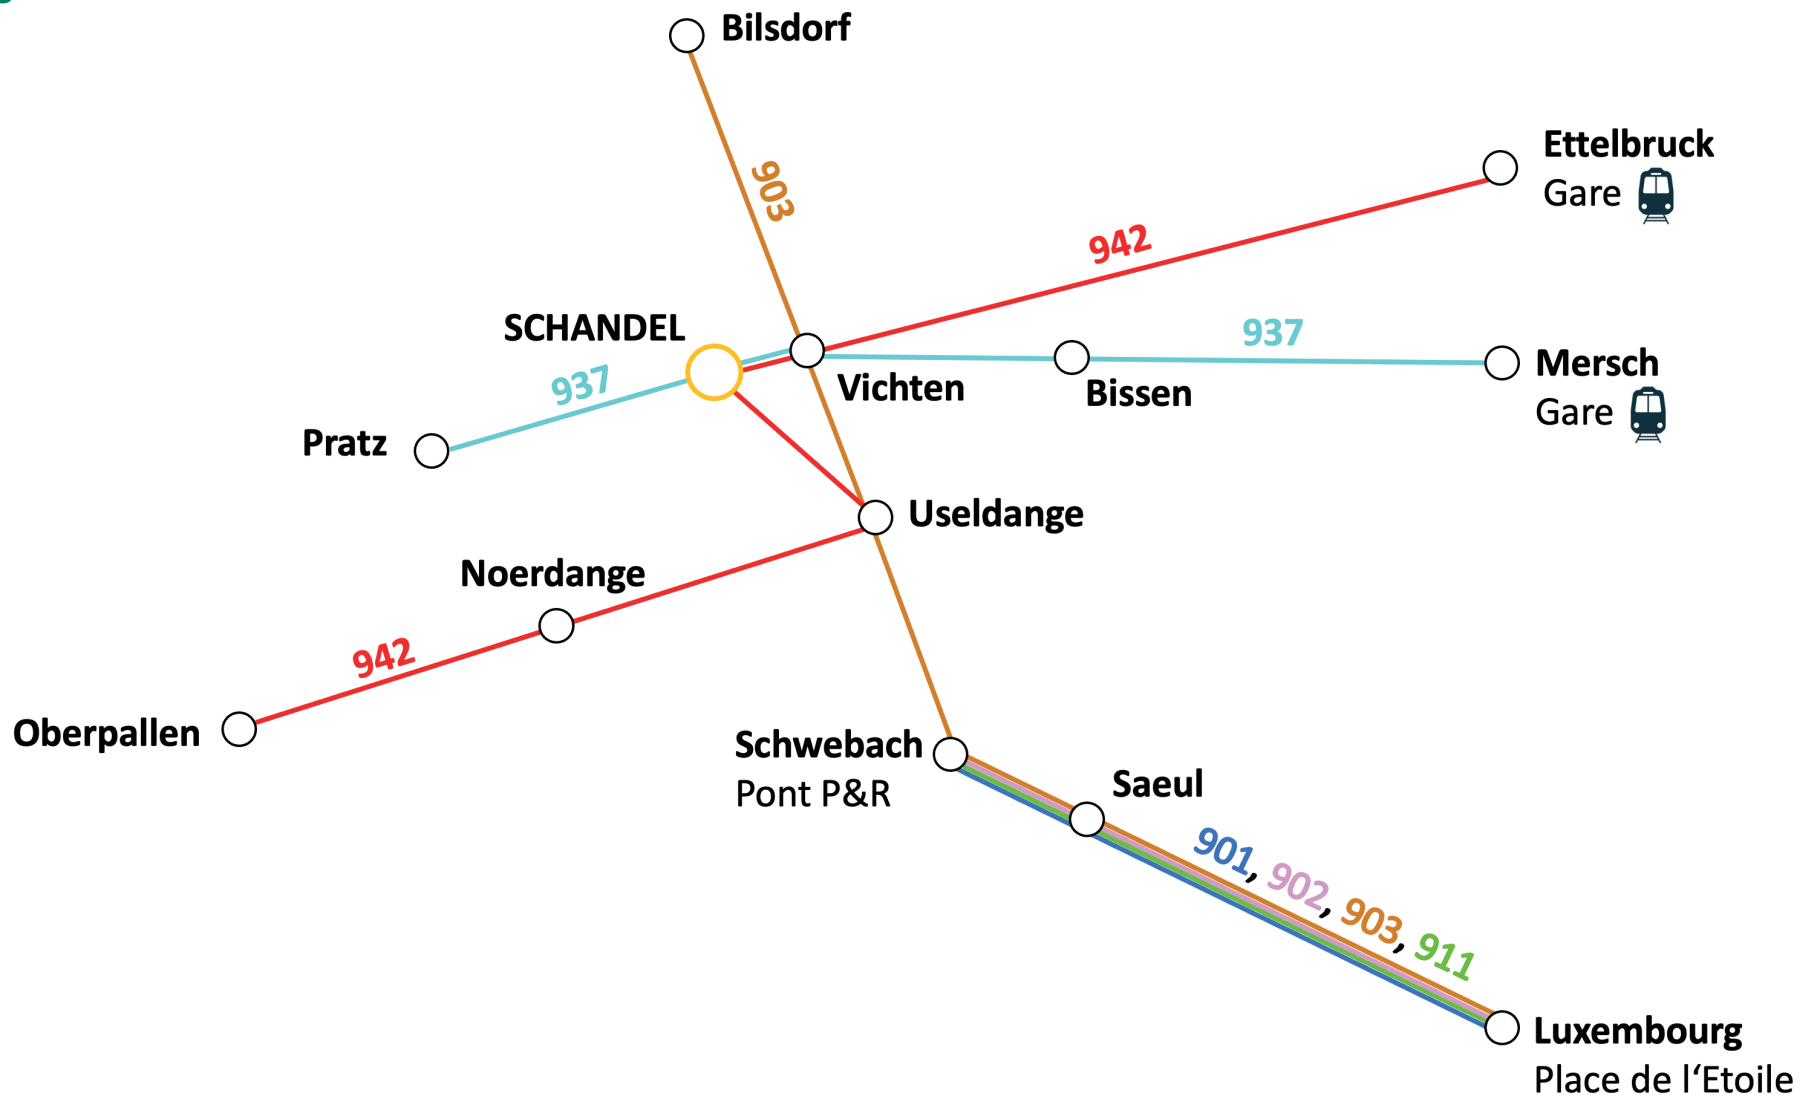 Bilsdorf
903
Ettelbruck
Gare
942
SCHANDEL
937
937
Vichten
Bissen
Mersch
Gare
Pratz
Useldange
Noerdange
942
Oberpallen
Schwebach
Pont P&R
Saeul
901, 902, 903, 911
Luxembourg
Place de l‘Etoile